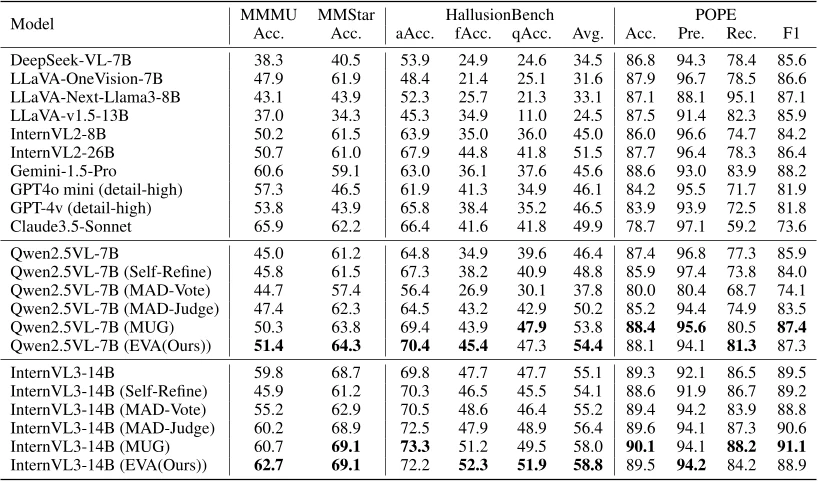 Model MMMU MMStar HallusionBench POPE
Acc. Acc. aAcc. fAcc. qAcc. Avg. Acc. Pre. Rec. F1
DeepSeek-VL-7B 38.3 40.5 53.9 24.9 24.6 34.5 86.8 94.3 78.4 85.6
LLaVA-OneVision-7B 47.9 61.9 48.4 21.4 25.1 31.6 87.9 96.7 78.5 86.6
LLaVA-Next-Llama3-8B 43.1 43.9 52.3 25.7 21.3 33.1 87.1 88.1 95.1 87.1
LLaVA-v1.5-13B 37.0 34.3 45.3 34.9 11.0 24.5 87.5 91.4 82.3 85.9
InternVL2-8B 50.2 61.5 63.9 35.0 36.0 45.0 86.0 96.6 74.7 84.2
InternVL2-26B 50.7 61.0 67.9 44.8 41.8 51.5 87.7 96.4 78.3 86.4
Gemini-1.5-Pro 60.6 59.1 63.0 36.1 37.6 45.6 88.6 93.0 83.9 88.2
GPT4o mini (detail-high) 57.3 46.5 61.9 41.3 34.9 46.1 84.2 95.5 71.7 81.9
GPT-4v (detail-high) 53.8 43.9 65.8 38.4 35.2 46.5 83.9 93.9 72.5 81.8
Claude3.5-Sonnet 65.9 62.2 66.4 41.6 41.8 49.9 78.7 97.1 59.2 73.6
Qwen2.5VL-7B 45.0 61.2 64.8 34.9 39.6 46.4 87.4 96.8 77.3 85.9
Qwen2.5VL-7B (Self-Refine) 45.8 61.5 67.3 38.2 40.9 48.8 85.9 97.4 73.8 84.0
Qwen2.5VL-7B (MAD-Vote) 44.7 57.4 56.4 26.9 30.1 37.8 80.0 80.4 68.7 74.1
Qwen2.5VL-7B (MAD-Judge) 47.4 62.3 64.5 43.2 42.9 50.2 85.2 94.4 74.9 83.5
Qwen2.5VL-7B (MUG) 50.3 63.8 69.4 43.9 47.9 53.8 88.4 95.6 80.5 87.4
Qwen2.5VL-7B (EVA(Ours)) 51.4 64.3 70.4 45.4 47.3 54.4 88.1 94.1 81.3 87.3
InternVL3-14B 59.8 68.7 69.8 47.7 47.7 55.1 89.3 92.1 86.5 89.5
InternVL3-14B (Self-Refine) 45.9 61.2 70.3 46.5 45.5 54.1 88.6 91.9 86.7 89.2
InternVL3-14B (MAD-Vote) 55.2 62.9 70.5 48.6 46.4 55.2 89.4 94.2 83.9 88.8
InternVL3-14B (MAD-Judge) 60.2 68.9 72.5 47.9 48.9 56.4 89.6 94.1 87.3 90.6
InternVL3-14B (MUG) 60.7 69.1 73.3 51.2 49.5 58.0 90.1 94.1 88.2 91.1
InternVL3-14B (EVA(Ours)) 62.7 69.1 72.2 52.3 51.9 58.8 89.5 94.2 84.2 88.9